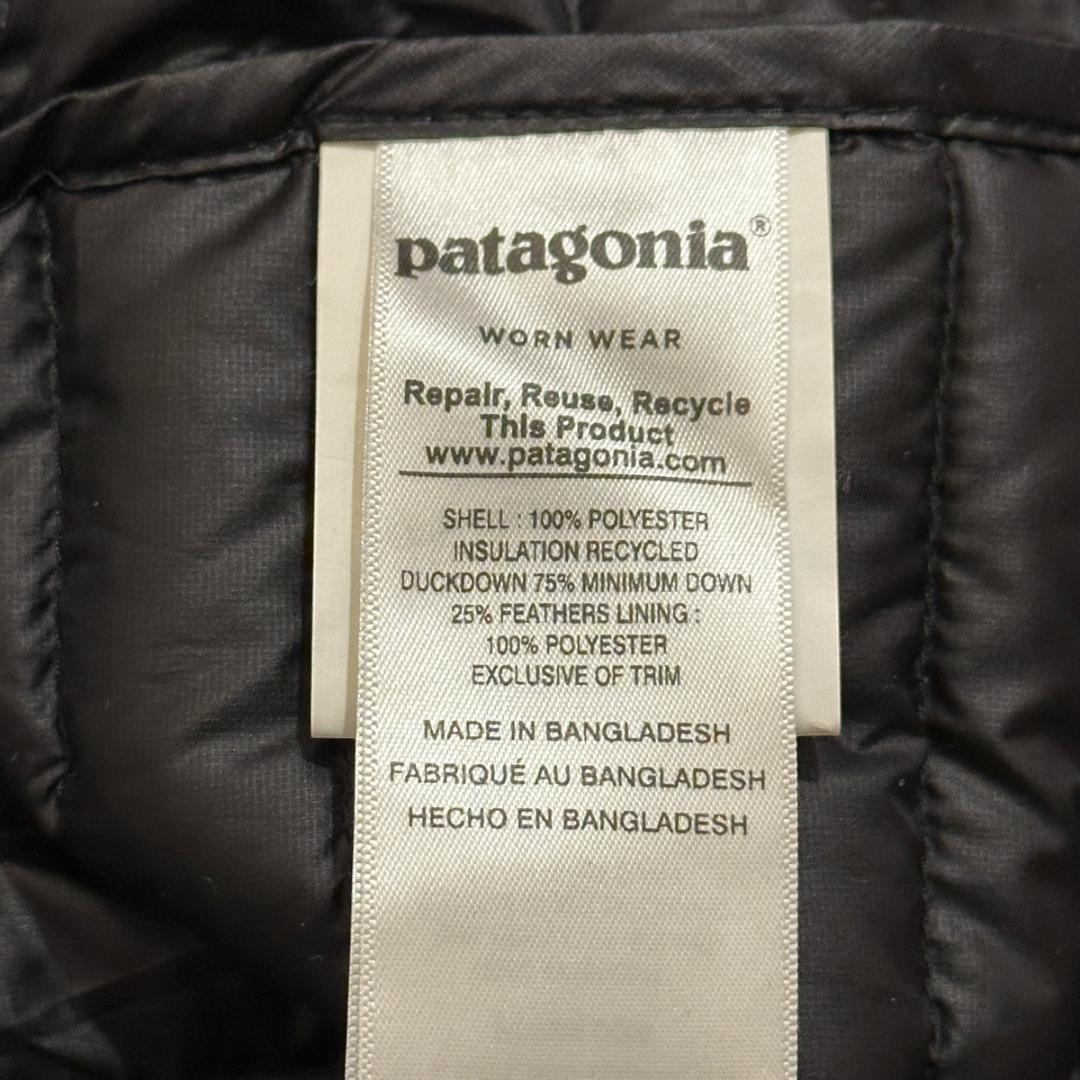 patagonia®
WORN WEAR
Repair, Reuse, Recycle
This Product
www.patagonia.com
SHELL : 100% POLYESTER
INSULATION RECYCLED
DUCKDOWN 75% MINIMUM DOWN
25% FEATHERS LINING :
100% POLYESTER
EXCLUSIVE OF TRIM
MADE IN BANGLADESH
FABRIQUÉ AU BANGLADESH
HECHO EN BANGLADESH